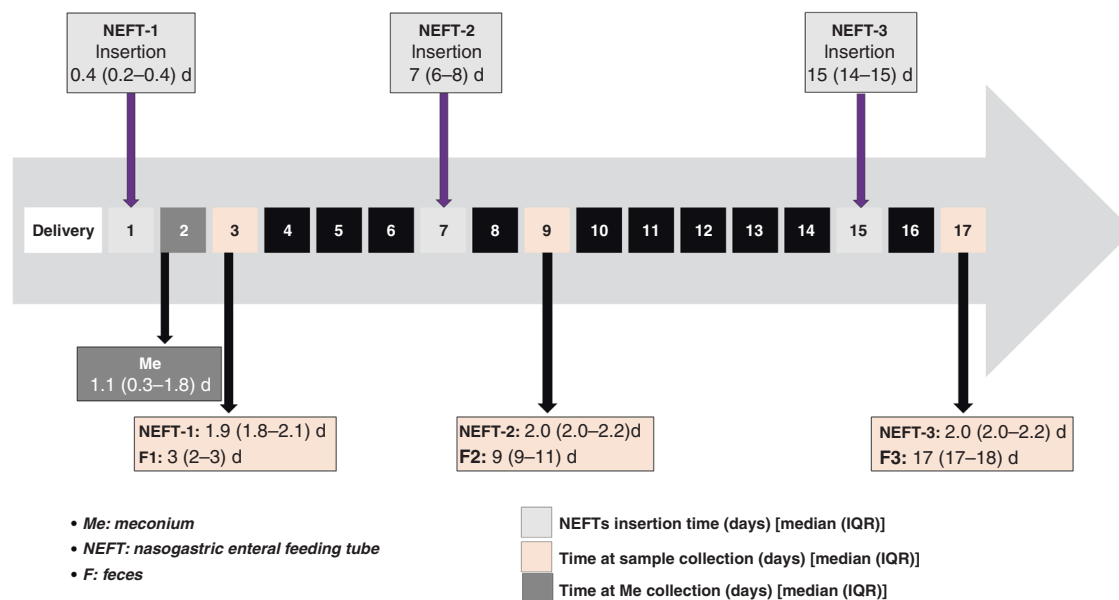 NEFT-1
Insertion
0.4 (0.2–0.4) d
NEFT-2
Insertion
7 (6–8) d
NEFT-3
Insertion
15 (14–15) d
Delivery 1 2 3 4 5 6 7 8 9 10 11 12 13 14 15 16 17
Me
1.1 (0.3–1.8) d
NEFT-1: 1.9 (1.8–2.1) d
F1: 3 (2–3) d
NEFT-2: 2.0 (2.0–2.2)d
F2: 9 (9–11) d
NEFT-3: 2.0 (2.0–2.2) d
F3: 17 (17–18) d
• Me: meconium
• NEFT: nasogastric enteral feeding tube
• F: feces
NEFTs insertion time (days) [median (IQR)]
Time at sample collection (days) [median (IQR)]
Time at Me collection (days) [median (IQR)]